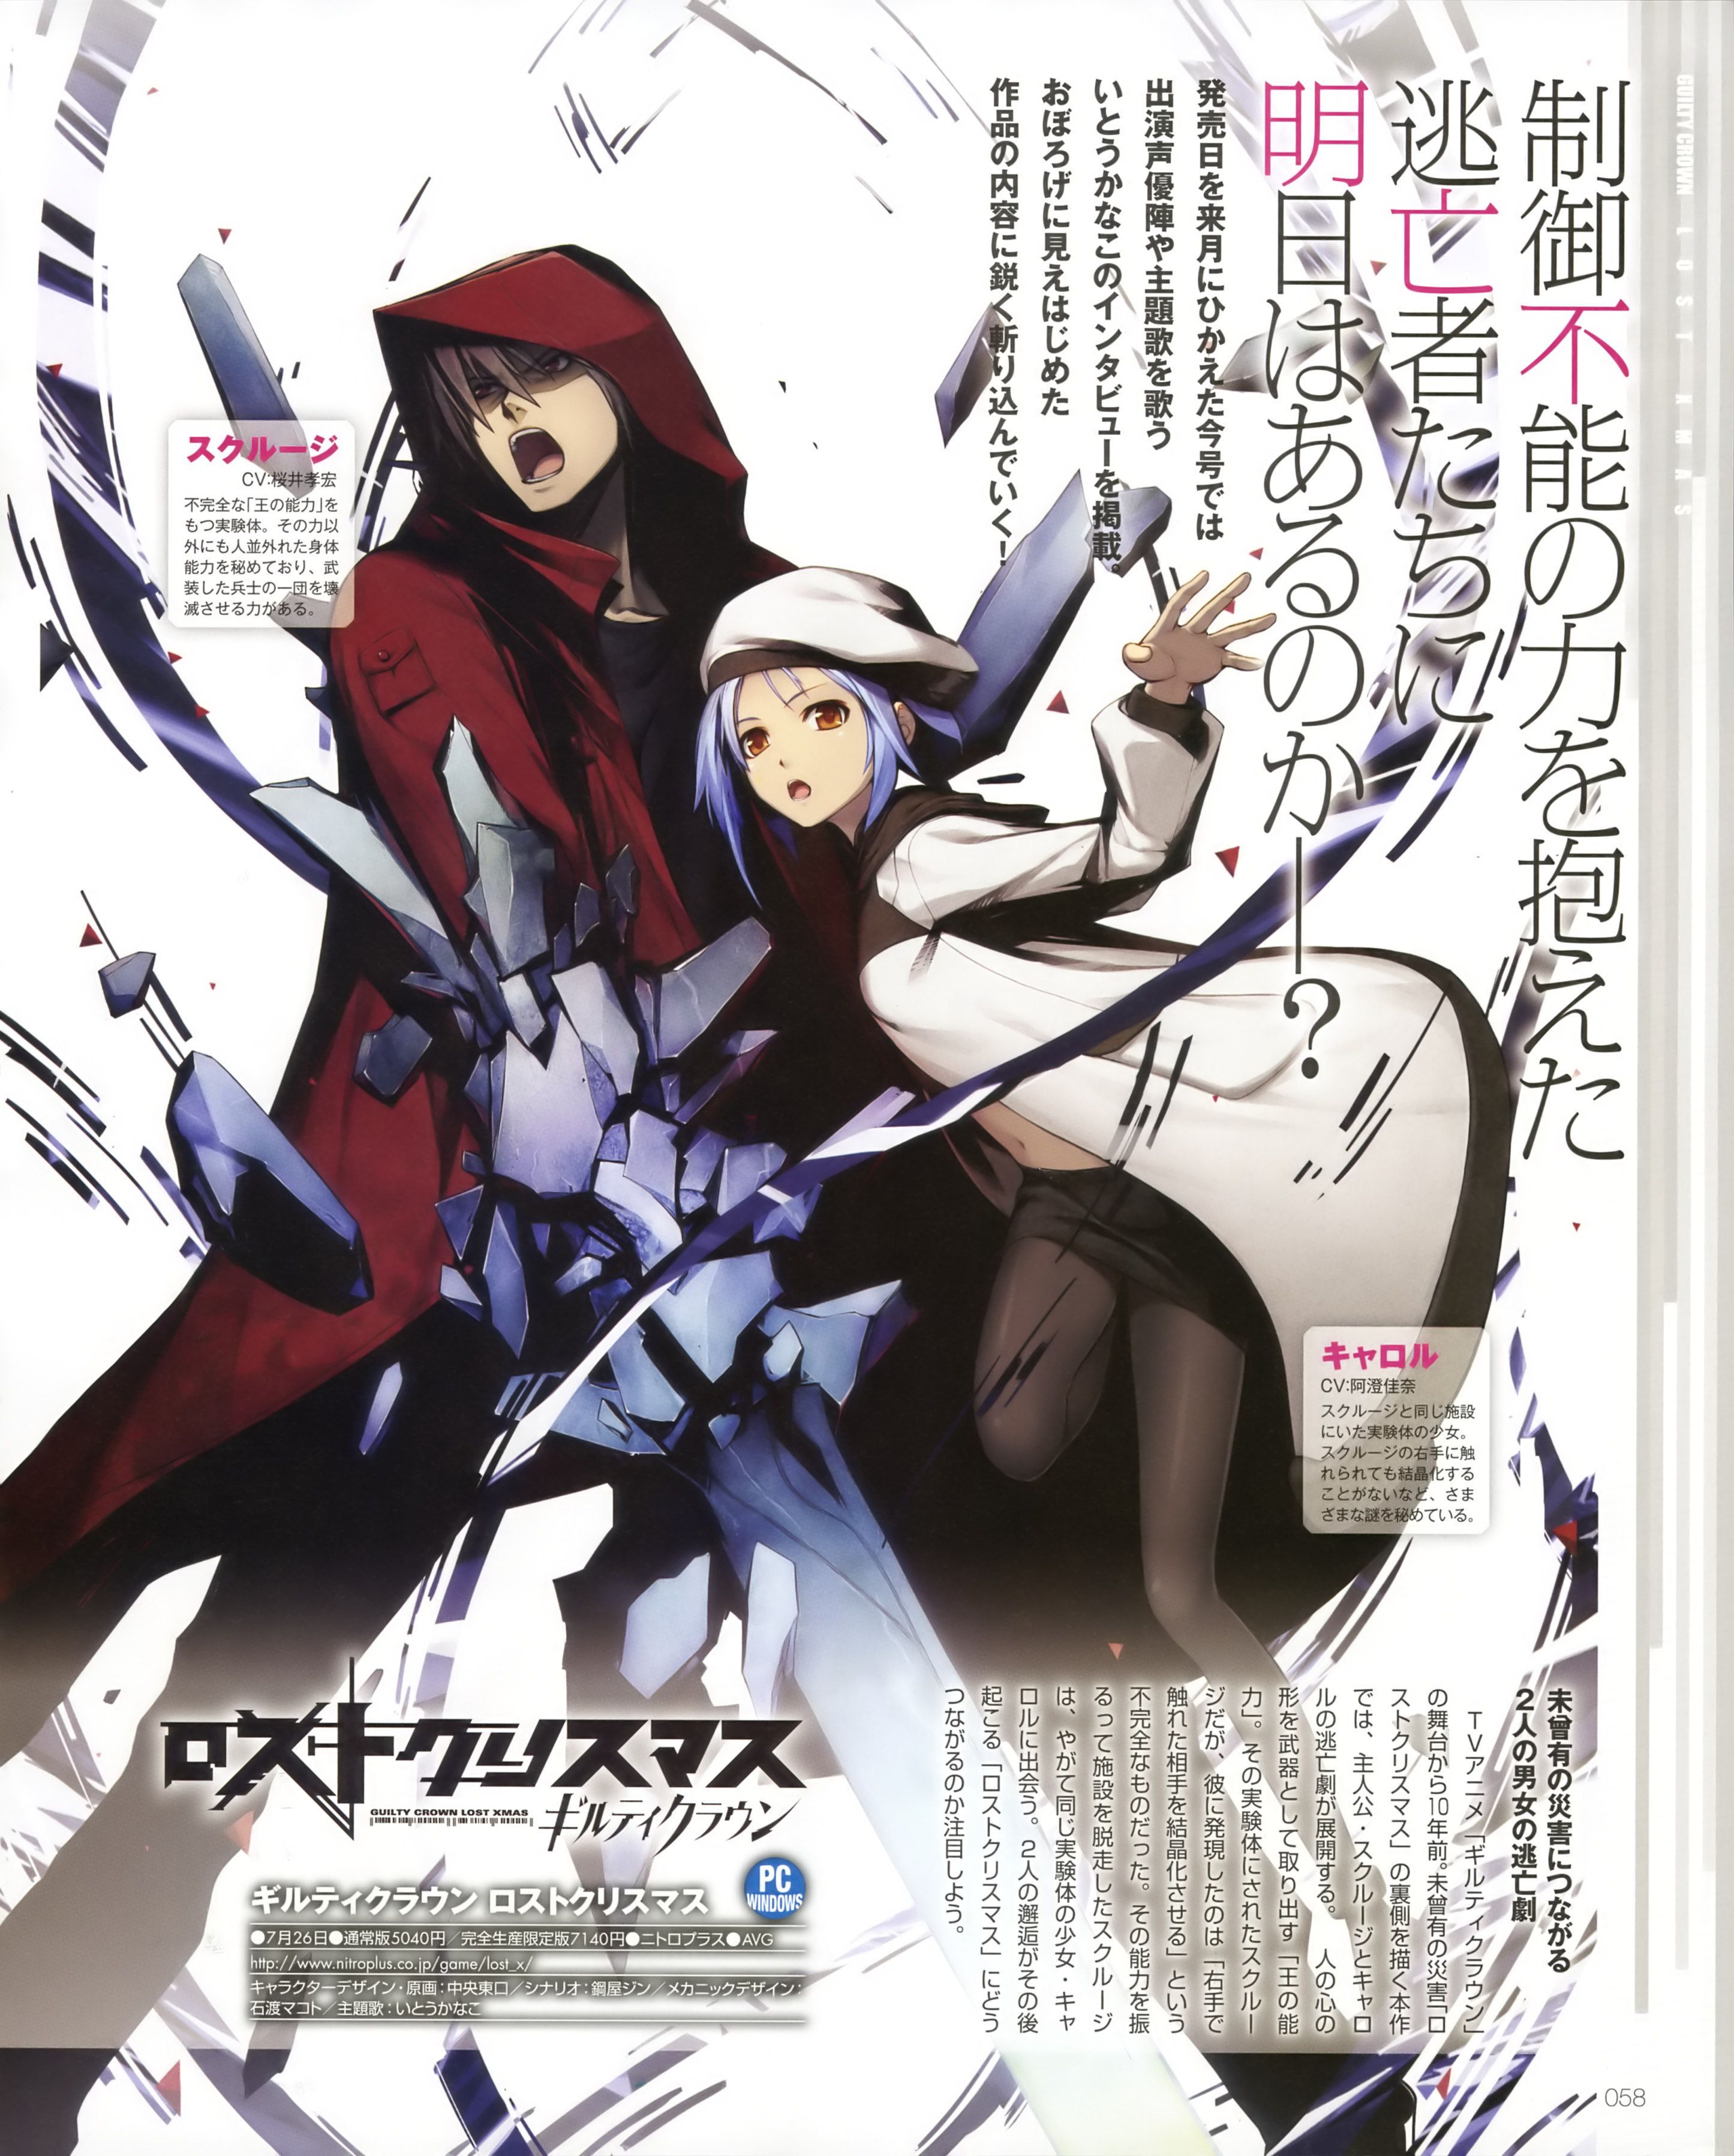 GUILTY CROWN LOST XMAS
制御不能の力を抱えた
逃亡者たちに
明日はあるのか――?
発売日を来月にひかえた今号では
出演声優陣や主題歌を歌う
いとうかなこのインタビューを掲載。
おぼろげに見えはじめた
作品の内容に鋭く斬り込んでいく!
スクルージ
CV:桜井孝宏
不完全な「王の能力」を
もつ実験体。その力以
外にも人並外れた身体
能力を秘めており、武
装した兵士の一団を壊
滅させる力がある。
キャロル
CV:阿澄佳奈
スクルージと同じ施設
にいた実験体の少女。
スクルージの右手に触
れられても結晶化する
ことがないなど、さま
ざまな謎を秘めている。
未曾有の災害につながる
2人の男女の逃亡劇
TVアニメ「ギルティクラウン」
の舞台から10年前。未曾有の災害「ロ
ストクリスマス」の裏側を描く本作
では、主人公・スクルージとキャロ
ルの逃亡劇が展開する。 人の心の
形を武器として取り出す「王の能
力」。その実験体にされたスクルー
ジだが、彼に発現したのは「右手で
触れた相手を結晶化させる」という
不完全なものだった。その能力を振
るって施設を脱走したスクルージ
は、やがて同じ実験体の少女・キャ
ロルに出会う。2人の邂逅がその後
起こる「ロストクリスマス」にどう
つながるのか注目しよう。
ロストクリスマス
GUILTY CROWN LOST XMAS
ギルティクラウン
ギルティクラウン ロストクリスマス
PC
WINDOWS
●7月26日●通常版5040円／完全生産限定版7140円●ニトロプラス●AVG
http://www.nitroplus.co.jp/game/lost_x/
キャラクターデザイン・原画：中央東口／シナリオ：鋼屋ジン／メカニックデザイン：
石渡マコト／主題歌：いとうかなこ
058